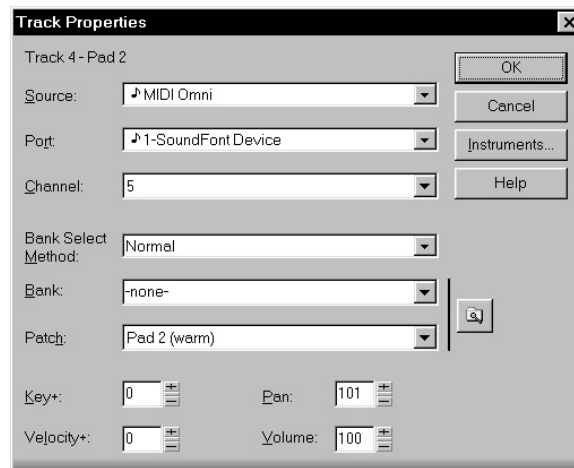 Track Properties
Track 4 - Pad 2
OK
Source: MIDI Omni
Cancel
Port: 1-SoundFont Device
Instruments...
Channel: 5
Help
Bank Select Method: Normal
Bank: -none-
Patch: Pad 2 (warm)
Key+: 0 Pan: 101
Velocity+: 0 Volume: 100